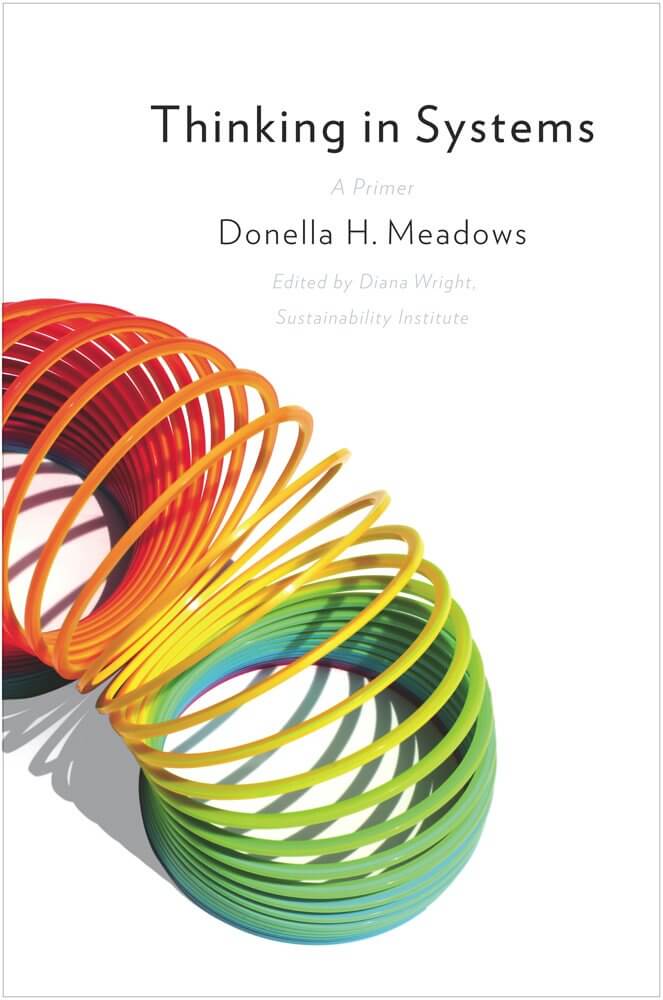 Thinking in Systems
A Primer
Donella H. Meadows
Edited by Diana Wright,
Sustainability Institute